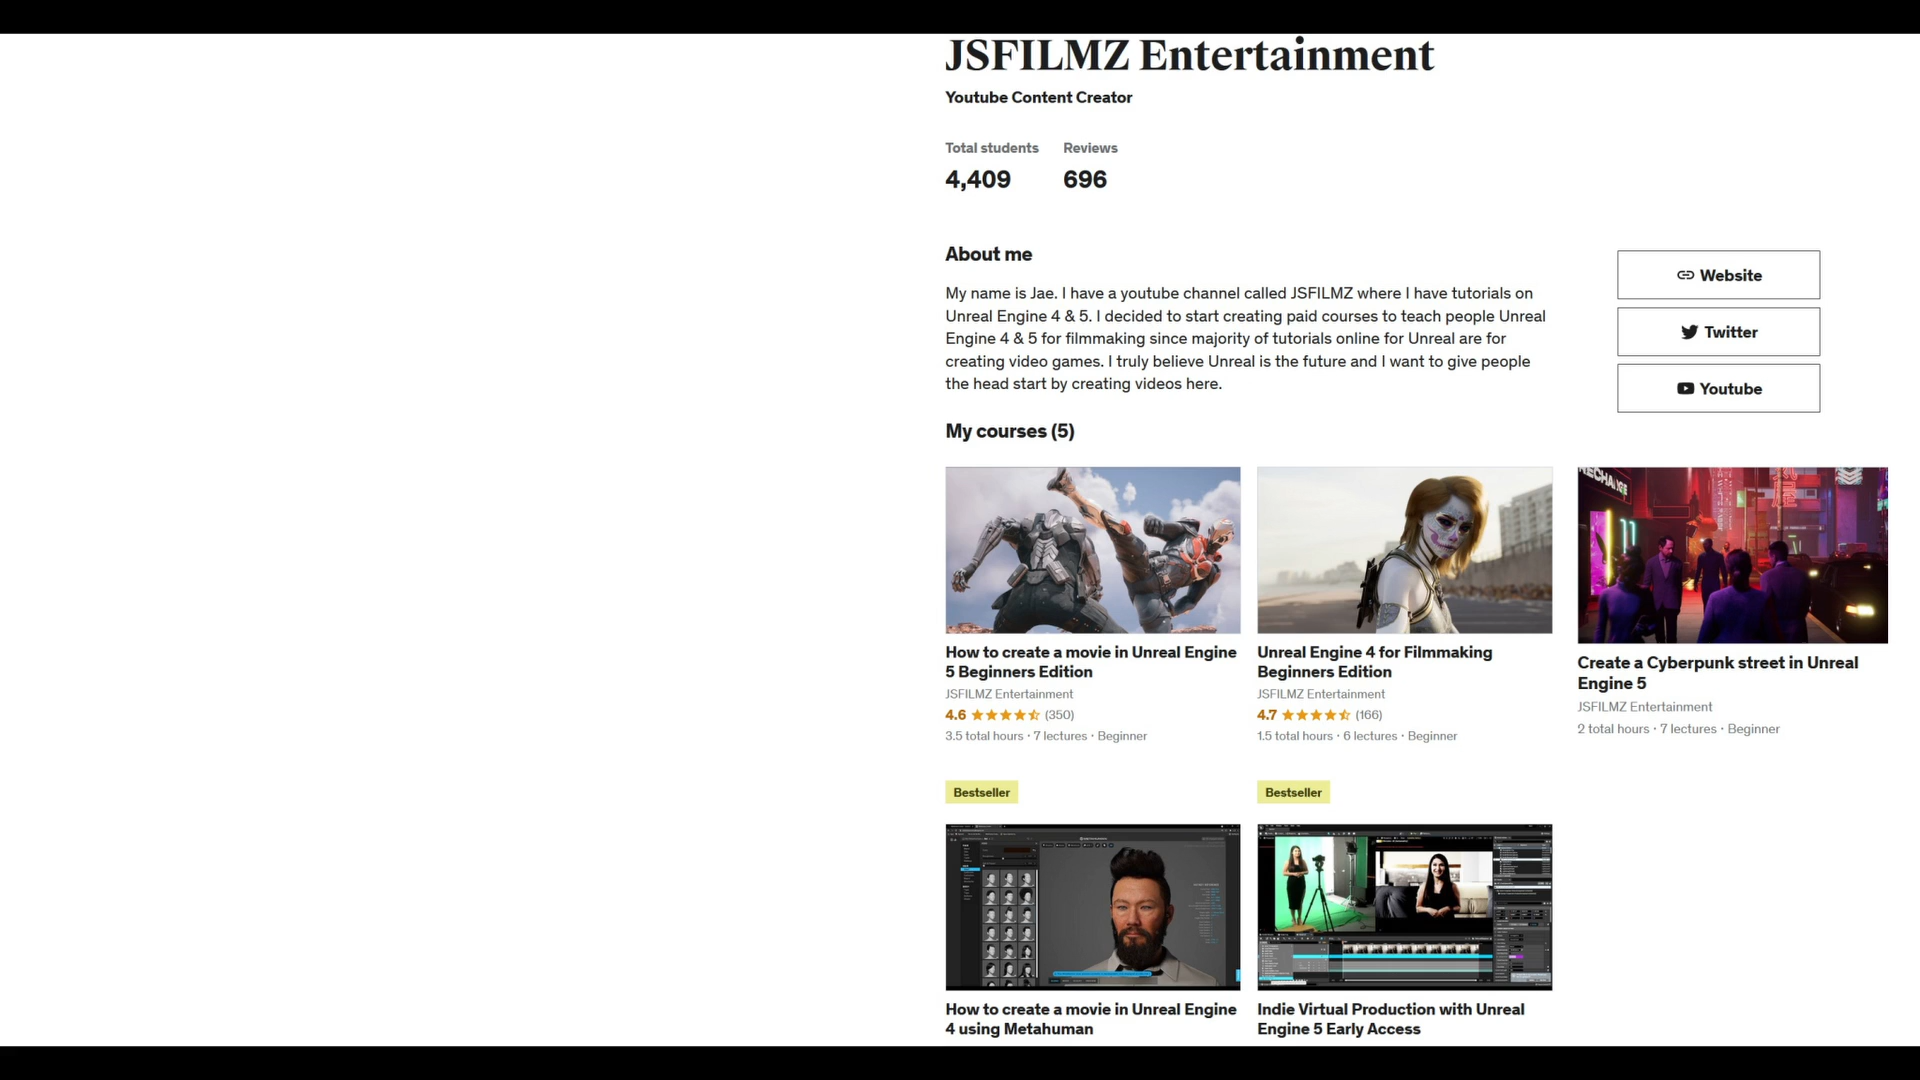 JSFILMZ Entertainment
Youtube Content Creator
Total students Reviews
4,409 696
About me
My name is Jae. I have a youtube channel called JSFILMZ where I have tutorials on
Unreal Engine 4 & 5. I decided to start creating paid courses to teach people Unreal
Engine 4 & 5 for filmmaking since majority of tutorials online for Unreal are for
creating video games. I truly believe Unreal is the future and I want to give people
the head start by creating videos here.
Website
Twitter
Youtube
My courses (5)
How to create a movie in Unreal Engine
5 Beginners Edition
JSFILMZ Entertainment
4.6 (350)
3.5 total hours · 7 lectures · Beginner
Bestseller
Unreal Engine 4 for Filmmaking
Beginners Edition
JSFILMZ Entertainment
4.7 (166)
1.5 total hours · 6 lectures · Beginner
Bestseller
Create a Cyberpunk street in Unreal
Engine 5
JSFILMZ Entertainment
2 total hours · 7 lectures · Beginner
How to create a movie in Unreal Engine
4 using Metahuman
Indie Virtual Production with Unreal
Engine 5 Early Access